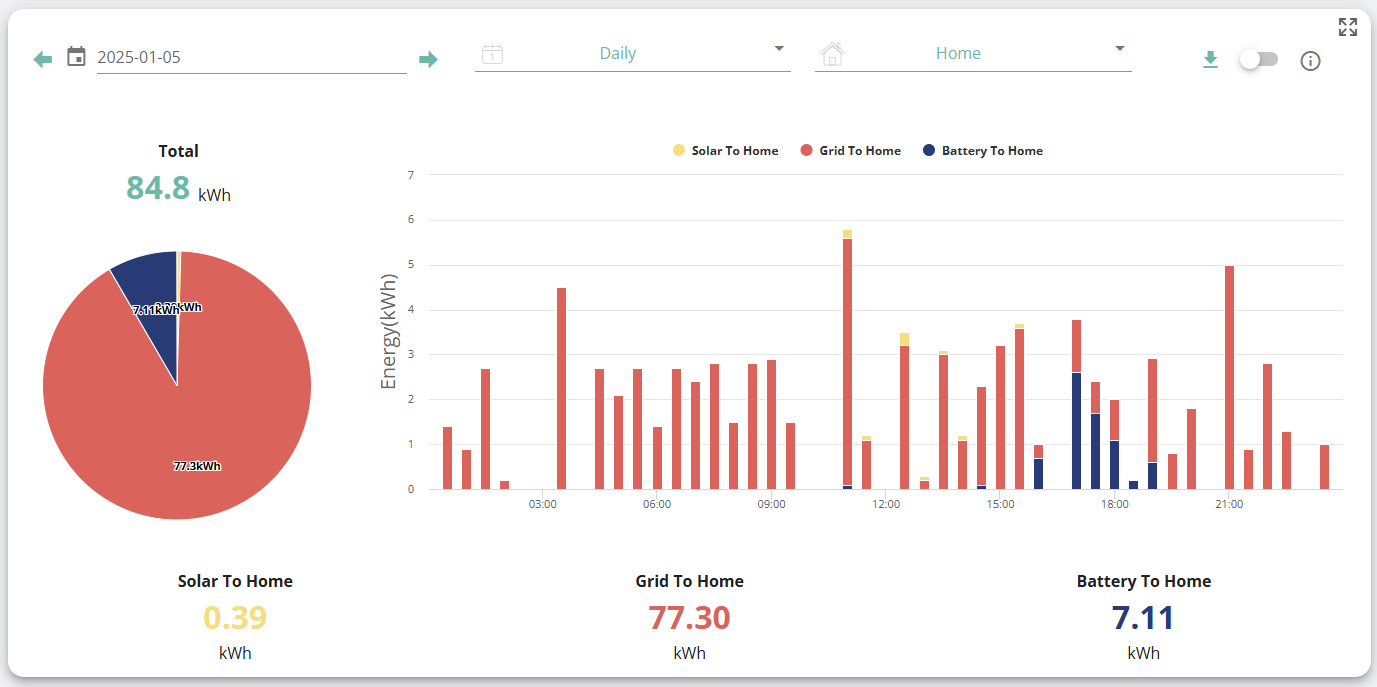 2025-01-05
1
Daily
Home
Total
84.8 kWh
Solar To Home
Grid To Home
Battery To Home
7
6
5
4
3
2
1
0
Energy(kWh)
03:00
06:00
09:00
12:00
15:00
18:00
21:00
7.11kWh
77.3kWh
Solar To Home
0.39
kWh
Grid To Home
77.30
kWh
Battery To Home
7.11
kWh